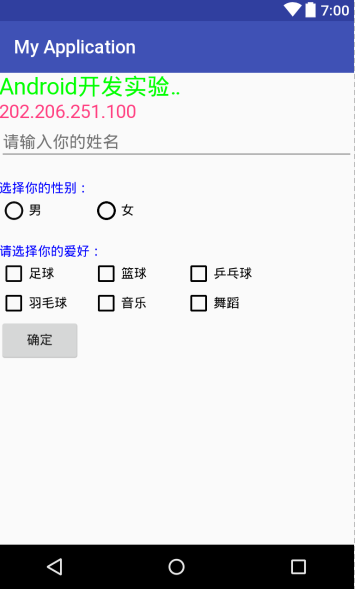 7:00
My Application
Android开发实验..
202.206.251.100
请输入你的姓名
选择你的性别：
男 女
请选择你的爱好：
足球 篮球 乒乓球
羽毛球 音乐 舞蹈
确定